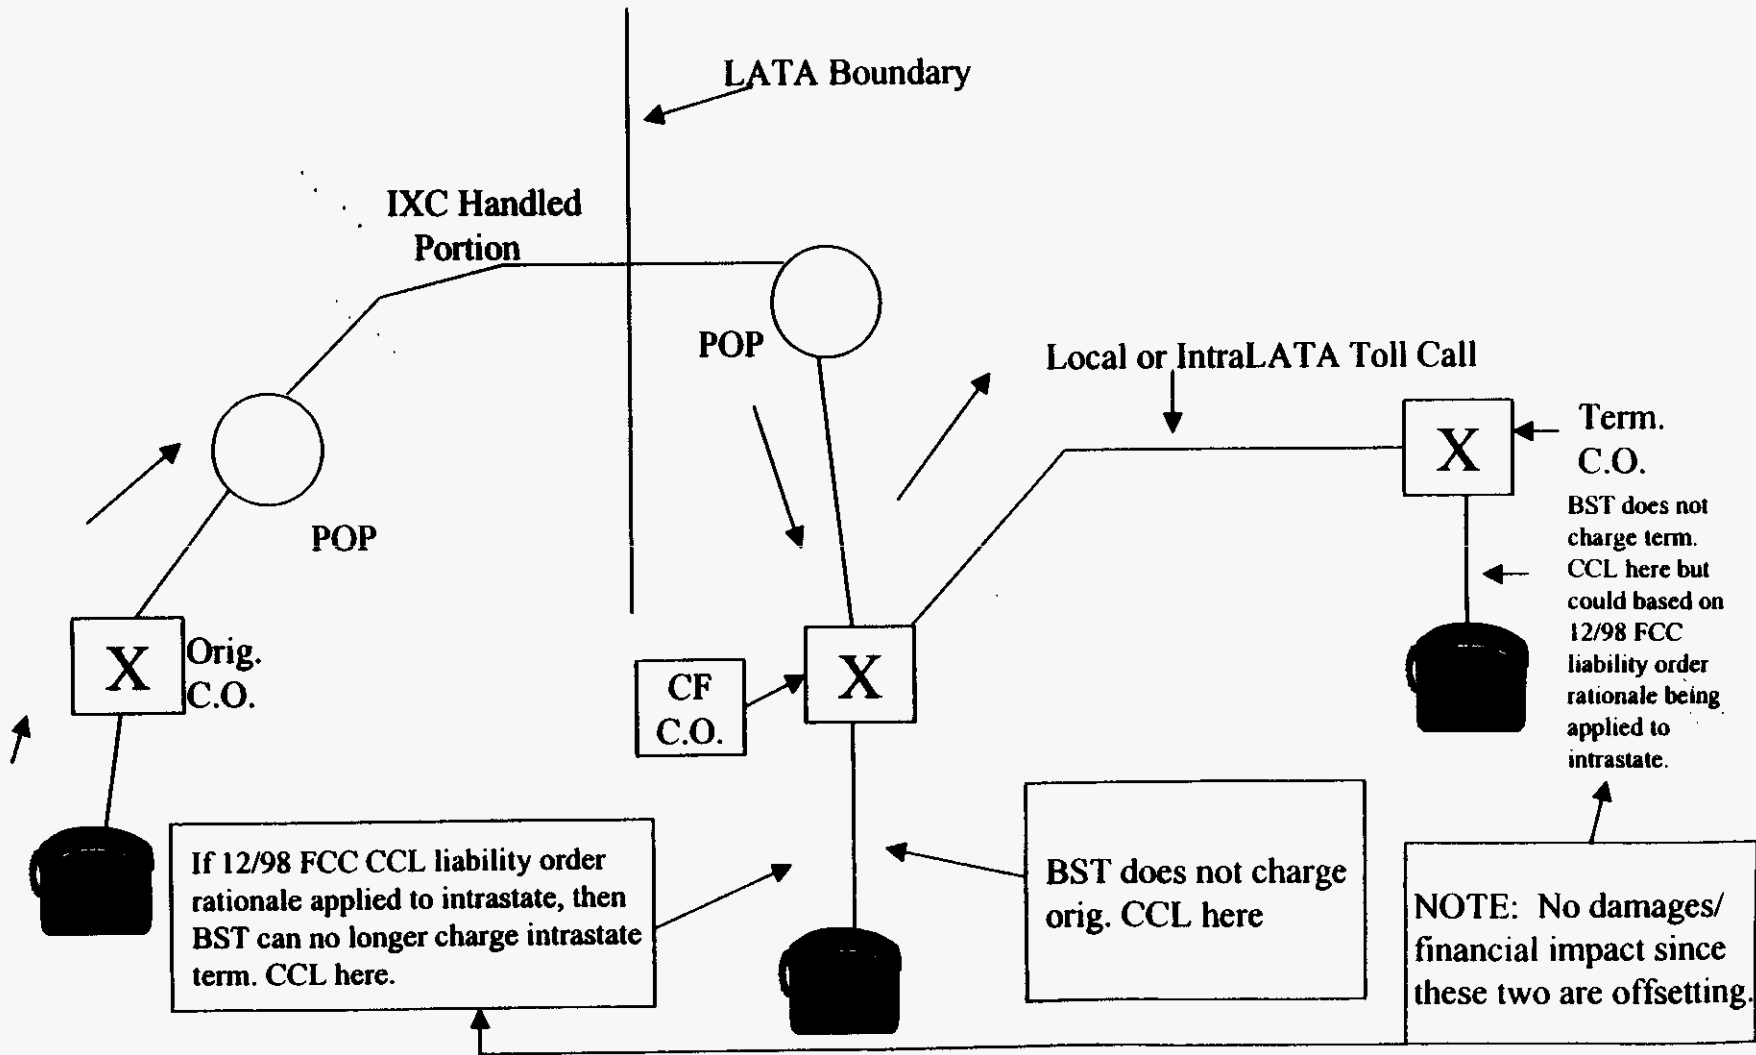 LATA Boundary
IXC Handled
Portion
POP
Local or IntraLATA Toll Call
X
Term.
C.O.
BST does not
charge term.
CCL here but
could based on
12/98 FCC
liability order
rationale being
applied to
intrastate.
POP
X
Orig.
C.O.
CF
C.O.
X
If 12/98 FCC CCL liability order
rationale applied to intrastate, then
BST can no longer charge intrastate
term. CCL here.
BST does not charge
orig. CCL here
NOTE: No damages/
financial impact since
these two are offsetting.